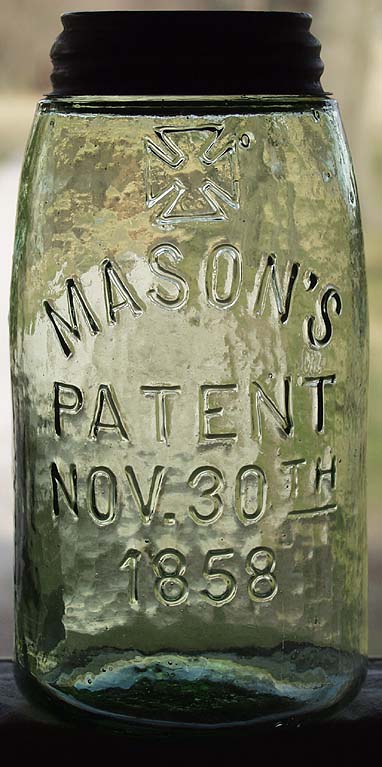 MASON'S
PATENT
NOV. 30TH
1858